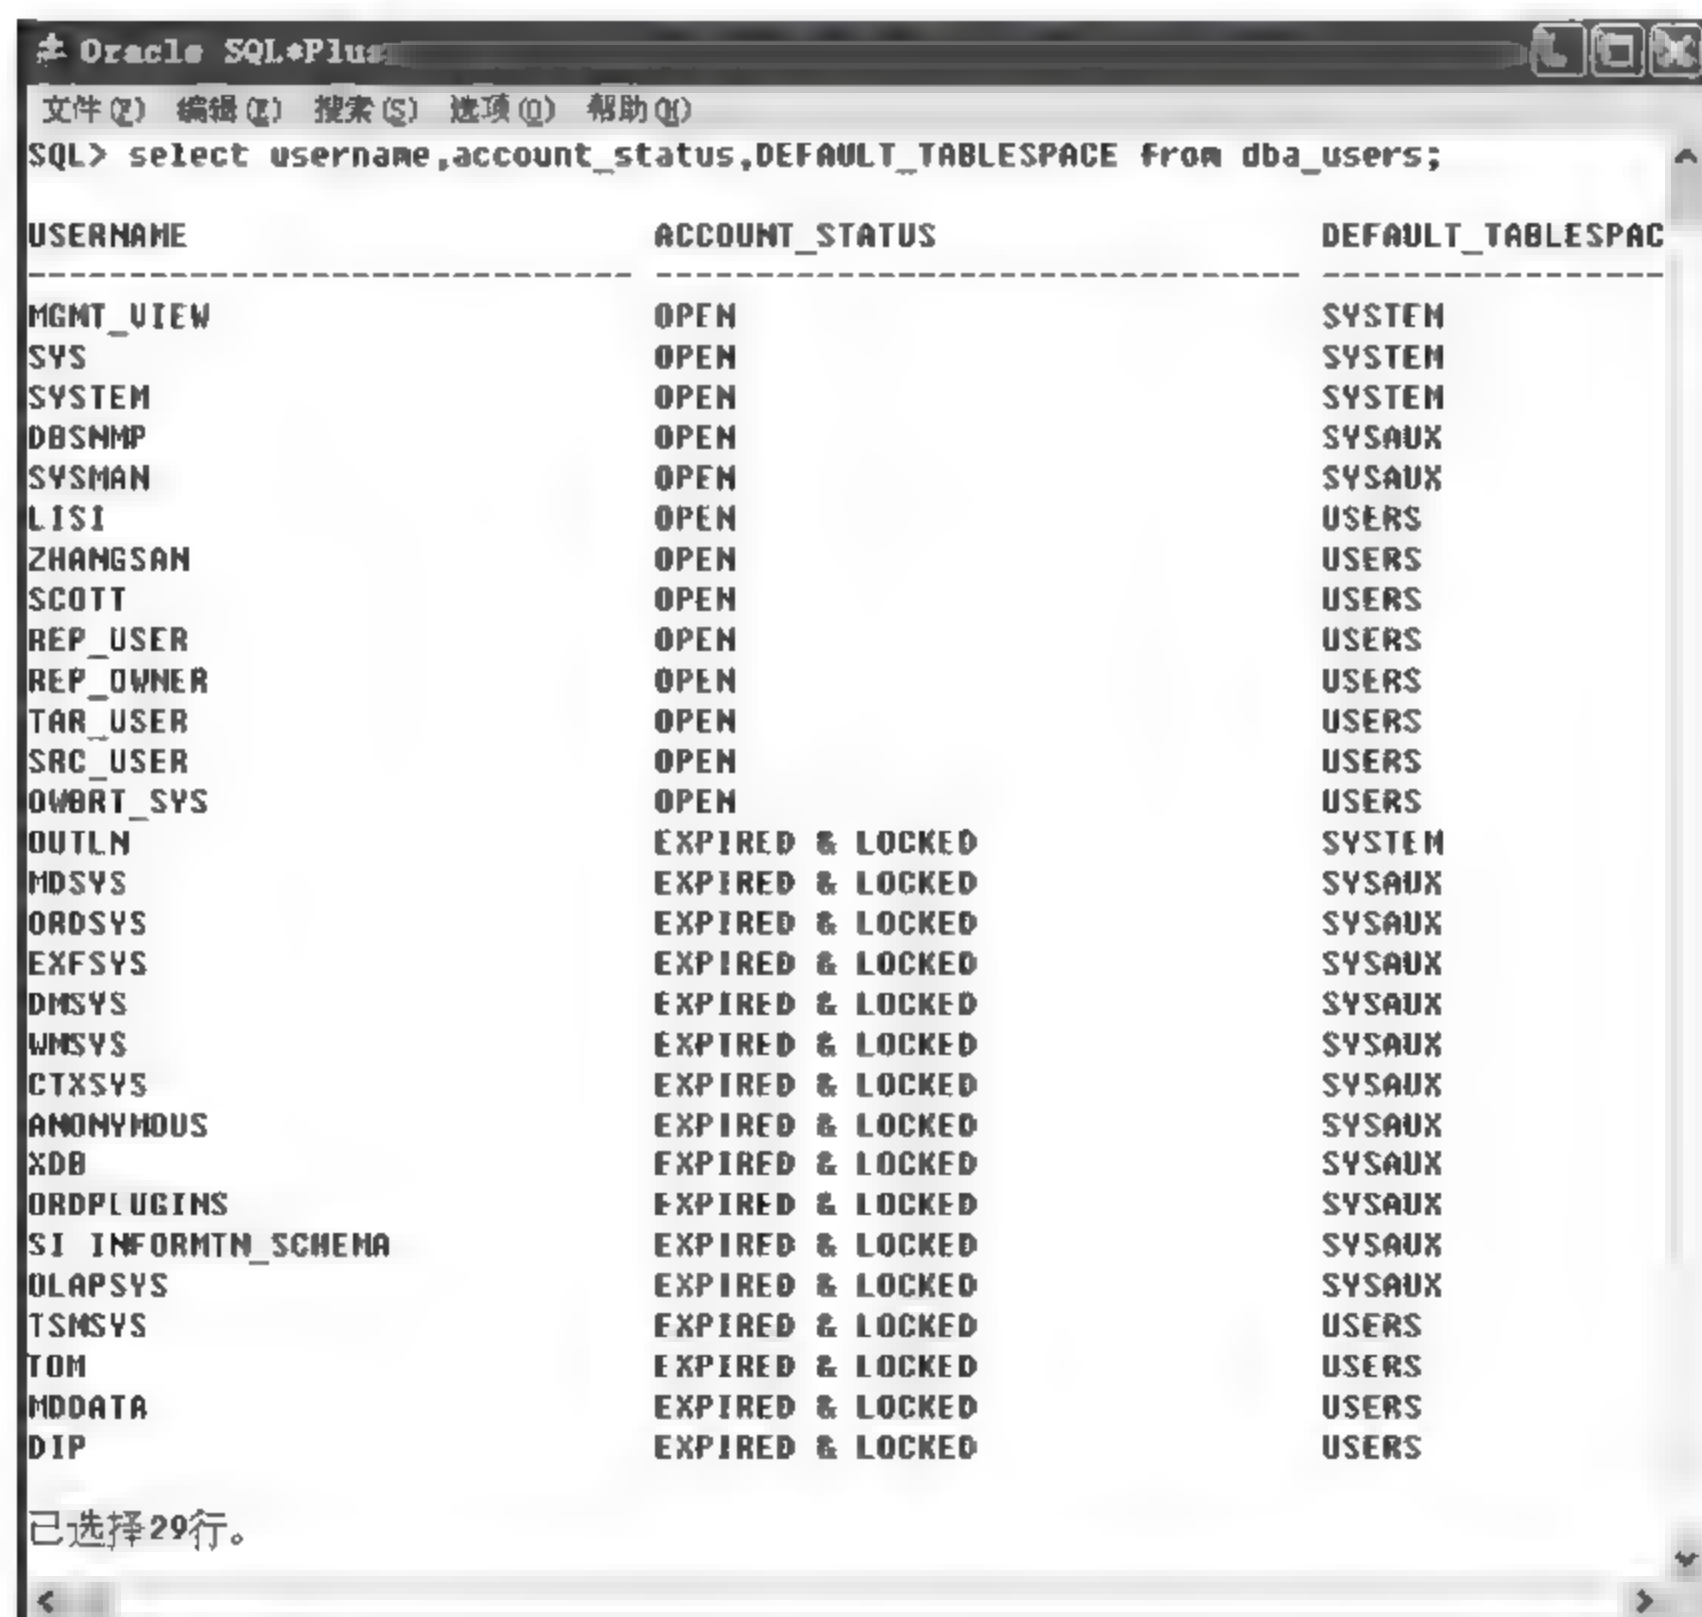 Oracle SQL*Plus
文件(F) 编辑(E) 搜索(S) 选项(O) 帮助(H)
SQL> select username,account_status,DEFAULT_TABLESPACE from dba_users;
USERNAME ACCOUNT_STATUS DEFAULT_TABLESPAC
------------------------------ -------------------------------- -----------------
MGMT_VIEW OPEN SYSTEM
SYS OPEN SYSTEM
SYSTEM OPEN SYSTEM
DBSNMP OPEN SYSAUX
SYSMAN OPEN SYSAUX
LISI OPEN USERS
ZHANGSAN OPEN USERS
SCOTT OPEN USERS
REP_USER OPEN USERS
REP_OWNER OPEN USERS
TAR_USER OPEN USERS
SRC_USER OPEN USERS
OWBRT_SYS OPEN USERS
OUTLN EXPIRED & LOCKED SYSTEM
MDSYS EXPIRED & LOCKED SYSAUX
ORDSYS EXPIRED & LOCKED SYSAUX
EXFSYS EXPIRED & LOCKED SYSAUX
DMSYS EXPIRED & LOCKED SYSAUX
WMSYS EXPIRED & LOCKED SYSAUX
CTXSYS EXPIRED & LOCKED SYSAUX
ANONYMOUS EXPIRED & LOCKED SYSAUX
XDB EXPIRED & LOCKED SYSAUX
ORDPLUGINS EXPIRED & LOCKED SYSAUX
SI_INFORMTN_SCHEMA EXPIRED & LOCKED SYSAUX
OLAPSYS EXPIRED & LOCKED SYSAUX
TSMSYS EXPIRED & LOCKED USERS
TOM EXPIRED & LOCKED USERS
MDDATA EXPIRED & LOCKED USERS
DIP EXPIRED & LOCKED USERS
已选择29行。